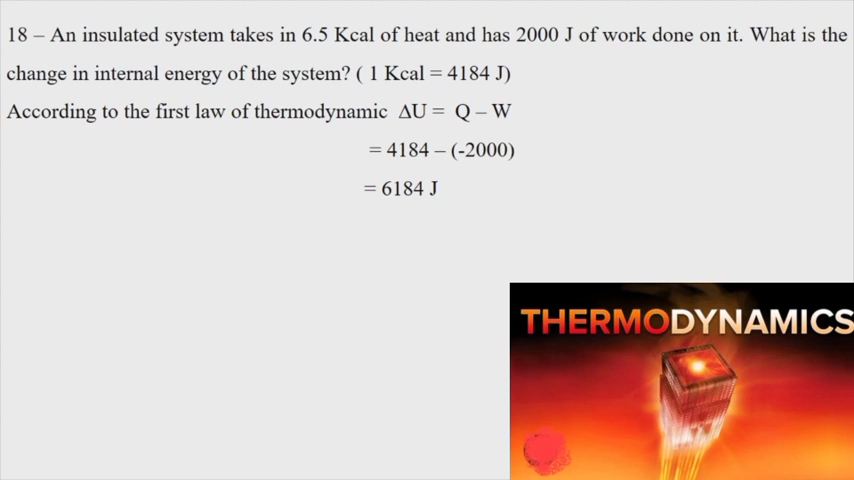 18 – An insulated system takes in 6.5 Kcal of heat and has 2000 J of work done on it. What is the
change in internal energy of the system? ( 1 Kcal = 4184 J)
According to the first law of thermodynamic ΔU = Q – W
= 4184 – (-2000)
= 6184 J
THERMODYNAMICS